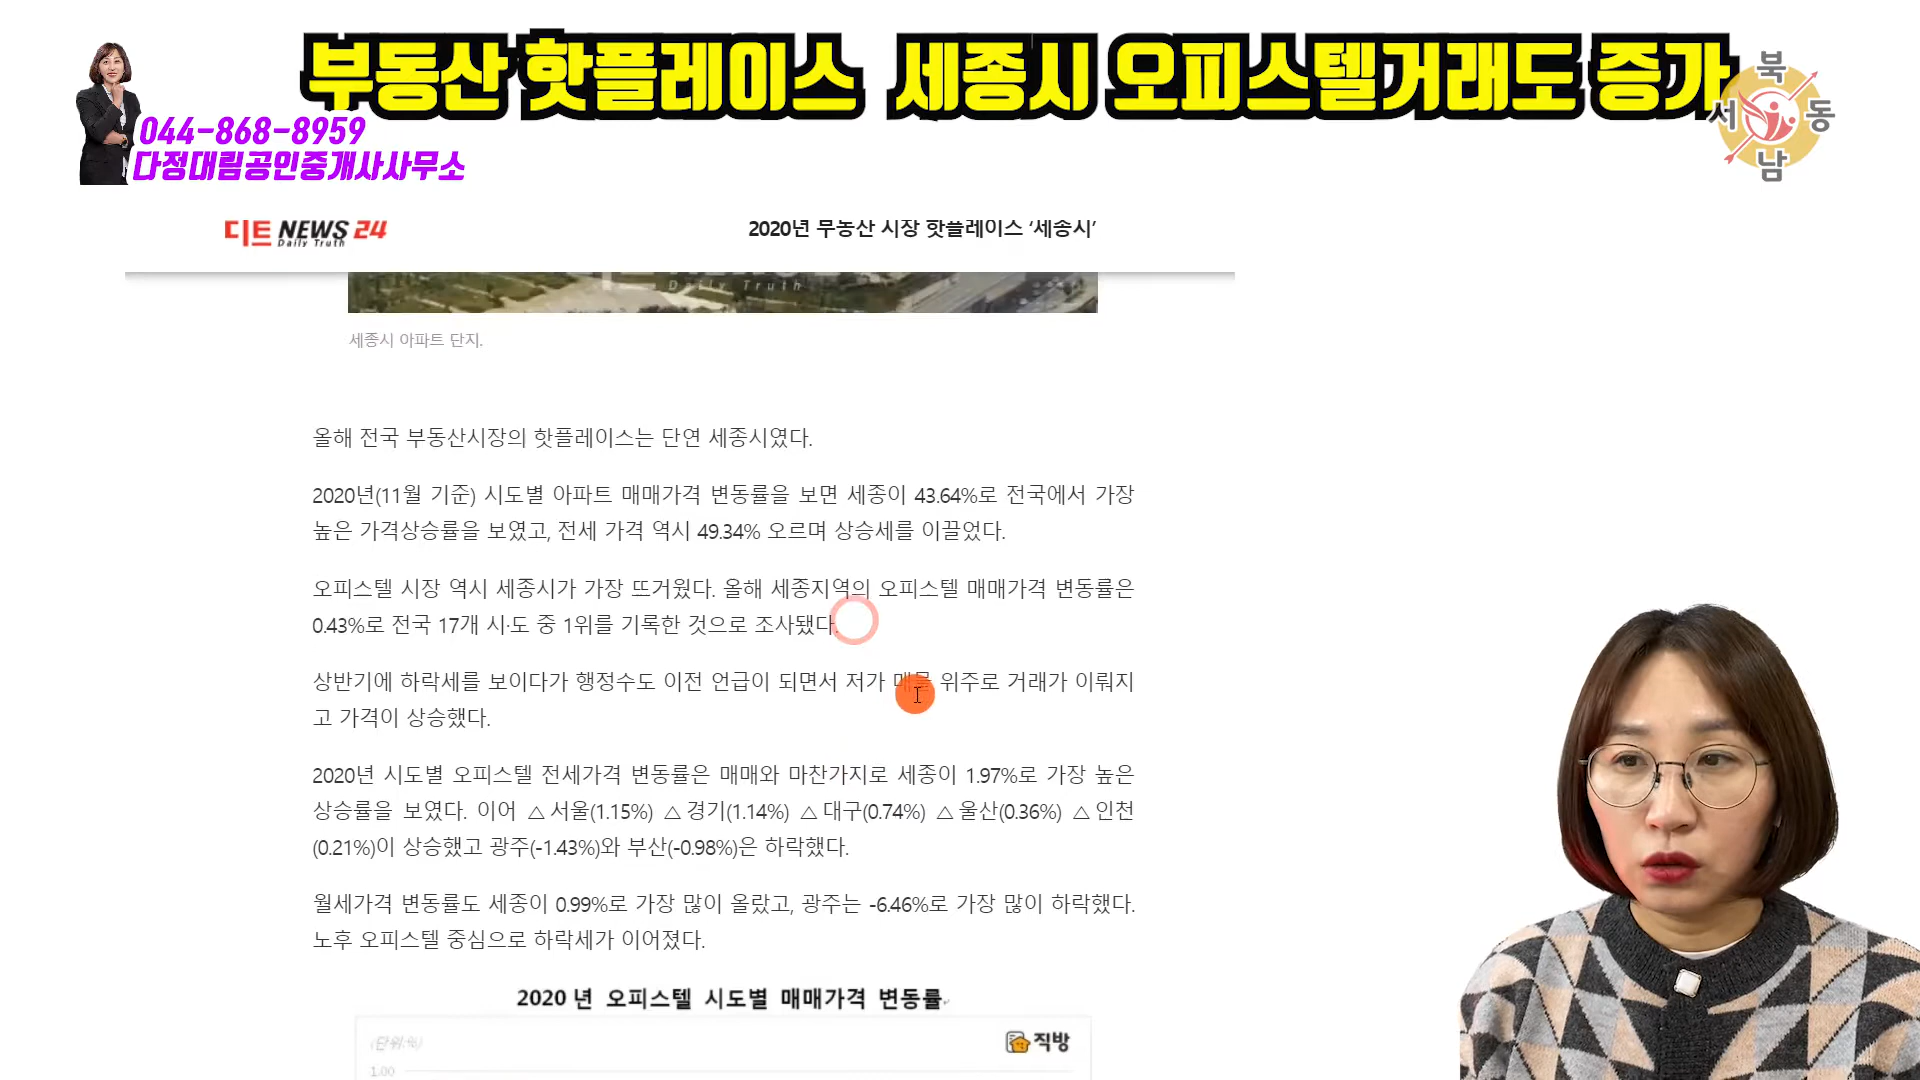 부동산 핫플레이스 세종시 오피스텔거래도 증가
북
서 동
남
044-868-8959
다정대림공인중개사사무소
디트 NEWS 24
Daily Truth
2020년 부동산 시장 핫플레이스 ‘세종시’
Daily Truth
세종시 아파트 단지.
올해 전국 부동산시장의 핫플레이스는 단연 세종시였다.
2020년(11월 기준) 시도별 아파트 매매가격 변동률을 보면 세종이 43.64%로 전국에서 가장
높은 가격상승률을 보였고, 전세 가격 역시 49.34% 오르며 상승세를 이끌었다.
오피스텔 시장 역시 세종시가 가장 뜨거웠다. 올해 세종지역의 오피스텔 매매가격 변동률은
0.43%로 전국 17개 시·도 중 1위를 기록한 것으로 조사됐다.
상반기에 하락세를 보이다가 행정수도 이전 언급이 되면서 저가 매물 위주로 거래가 이뤄지
고 가격이 상승했다.
2020년 시도별 오피스텔 전세가격 변동률은 매매와 마찬가지로 세종이 1.97%로 가장 높은
상승률을 보였다. 이어 △서울(1.15%) △경기(1.14%) △대구(0.74%) △울산(0.36%) △인천
(0.21%)이 상승했고 광주(-1.43%)와 부산(-0.98%)은 하락했다.
월세가격 변동률도 세종이 0.99%로 가장 많이 올랐고, 광주는 -6.46%로 가장 많이 하락했다.
노후 오피스텔 중심으로 하락세가 이어졌다.
2020년 오피스텔 시도별 매매가격 변동률
(단위:%)
직방
1.00